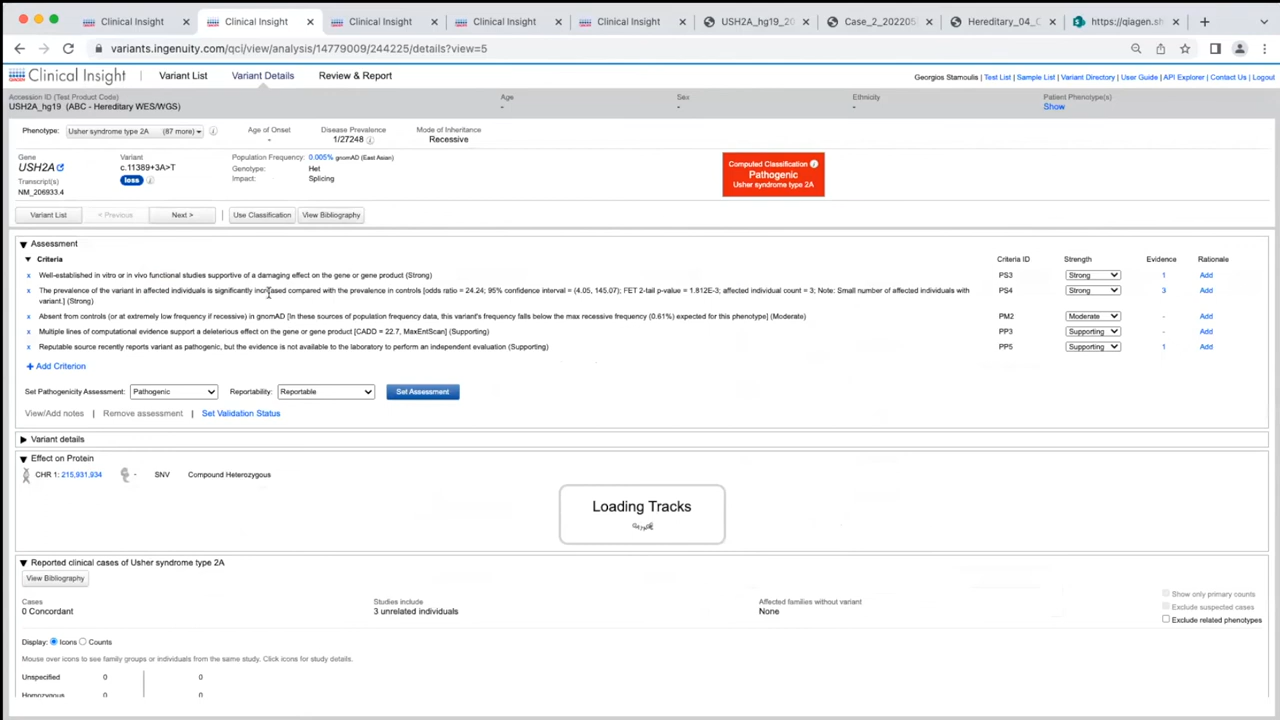 Clinical Insight
Clinical Insight
Clinical Insight
Clinical Insight
Clinical Insight
USH2A_hg19_20
Case_2_202205
Hereditary_04_C
https://qiagen.sh
variants.ingenuity.com/qci/view/analysis/14779009/244225/details?view=5
Clinical Insight
Variant List
Variant Details
Review & Report
Georgios Stamoulis | Test List | Sample List | Variant Directory | User Guide | API Explorer | Contact Us | Logout
Accession ID (Test Product Code)
USH2A_hg19 (ABC - Hereditary WES/WGS)
Age
-
Sex
-
Ethnicity
-
Patient Phenotype(s)
Show
Phenotype: Usher syndrome type 2A (87 more)
Age of Onset
-
Disease Prevalence
1/27248
Mode of Inheritance
Recessive
Gene
USH2A
Transcript(s)
NM_206933.4
Variant
c.11389+3A>T
loss
Population Frequency: 0.005% gnomAD (East Asian)
Genotype: Het
Impact: Splicing
Computed Classification
Pathogenic
Usher syndrome type 2A
Variant List
< Previous
Next >
Use Classification
View Bibliography
Assessment
Criteria
Criteria ID
Strength
Evidence
Rationale
x Well-established in vitro or in vivo functional studies supportive of a damaging effect on the gene or gene product (Strong) PS3 Strong 1 Add
x The prevalence of the variant in affected individuals is significantly increased compared with the prevalence in controls [odds ratio = 24.24; 95% confidence interval = (4.05, 145.07); FET 2-tail p-value = 1.812E-3; affected individual count = 3; Note: Small number of affected individuals with PS4 Strong 3 Add
variant.] (Strong)
x Absent from controls (or at extremely low frequency if recessive) in gnomAD [In these sources of population frequency data, this variant's frequency falls below the max recessive frequency (0.61%) expected for this phenotype] (Moderate) PM2 Moderate - Add
x Multiple lines of computational evidence support a deleterious effect on the gene or gene product [CADD = 22.7, MaxEntScan] (Supporting) PP3 Supporting - Add
x Reputable source recently reports variant as pathogenic, but the evidence is not available to the laboratory to perform an independent evaluation (Supporting) PP5 Supporting 1 Add
+ Add Criterion
Set Pathogenicity Assessment: Pathogenic Reportability: Reportable Set Assessment
View/Add notes | Remove assessment | Set Validation Status
Variant details
Effect on Protein
CHR 1: 215,931,934 - SNV Compound Heterozygous
Loading Tracks
Reported clinical cases of Usher syndrome type 2A
View Bibliography
Cases
0 Concordant
Studies include
3 unrelated individuals
Affected families without variant
None
Show only primary counts
Exclude suspected cases
Exclude related phenotypes
Display: Icons Counts
Mouse over icons to see family groups or individuals from the same study. Click icons for study details.
Unspecified 0 0
Homozygous 0 0